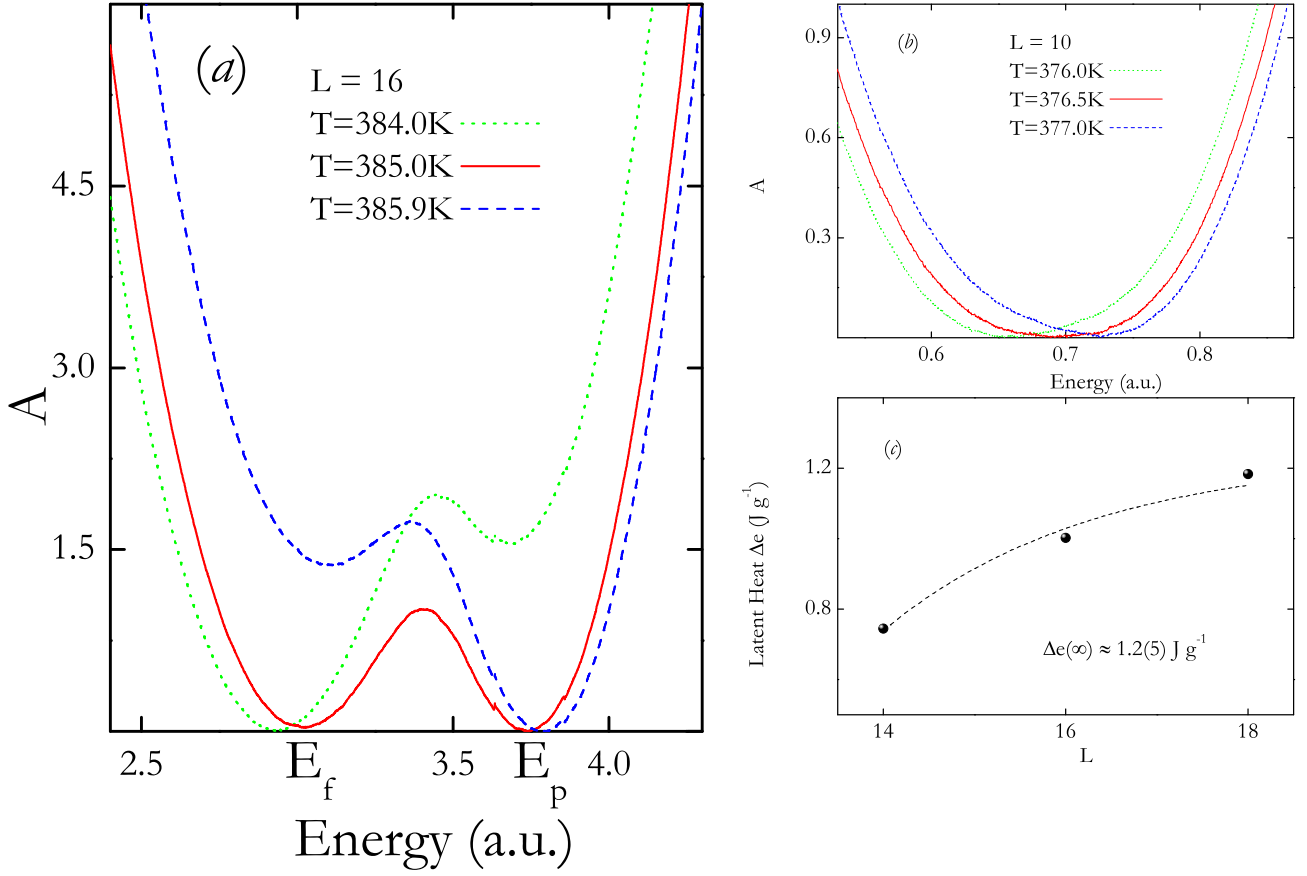 (a)
L = 16
T=384.0K
T=385.0K
T=385.9K
4.5
3.0
1.5
A
2.5
E_f
3.5
E_p
4.0
Energy (a.u.)
(b)
L = 10
T=376.0K
T=376.5K
T=377.0K
0.9
0.6
0.3
A
0.6
0.7
0.8
Energy (a.u.)
(c)
1.2
0.8
Latent Heat Δe (J g⁻¹)
Δe(∞) ≈ 1.2(5) J g⁻¹
14
16
18
L